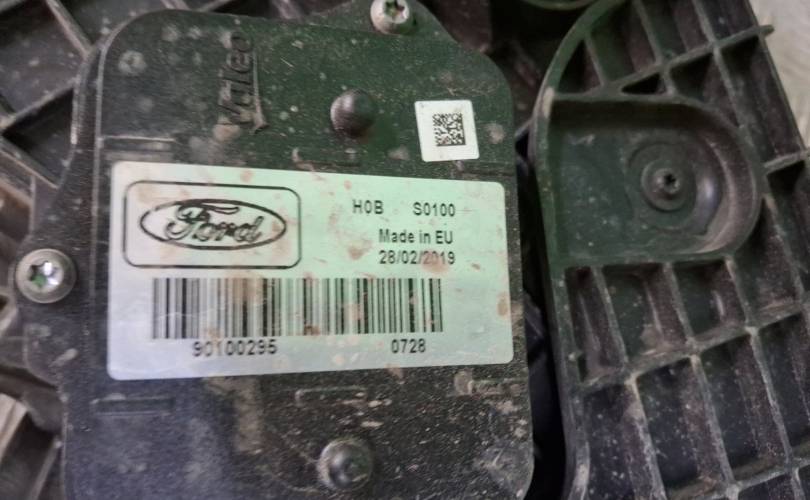 Valeo
Ford
H0B S0100
Made in EU
28/02/2019
90100295 0728